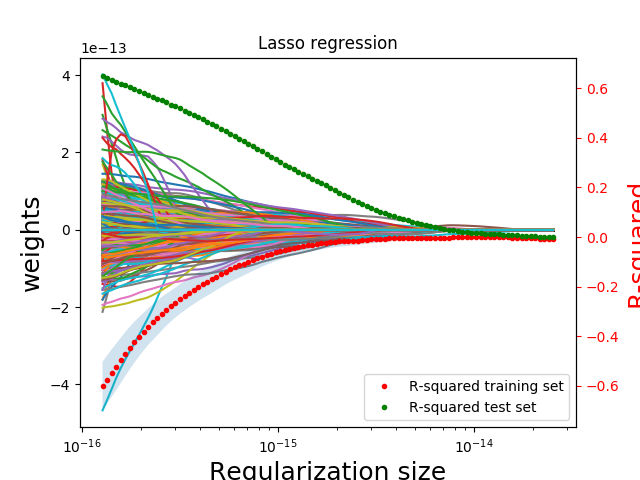 Lasso regression
1e−13
4
2
0
−2
−4
weights
0.6
0.4
0.2
0.0
−0.2
−0.4
−0.6
R-squared
R-squared training set
R-squared test set
10⁻¹⁶
10⁻¹⁵
10⁻¹⁴
Regularization size